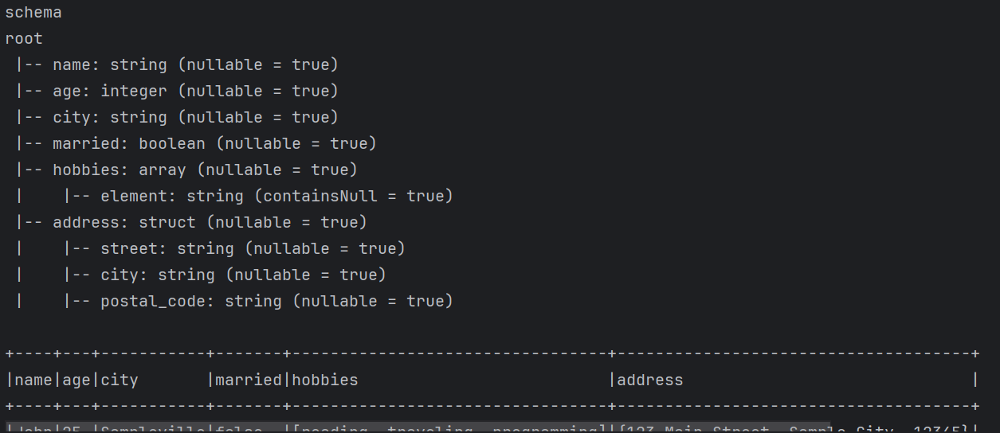 schema
root
 |-- name: string (nullable = true)
 |-- age: integer (nullable = true)
 |-- city: string (nullable = true)
 |-- married: boolean (nullable = true)
 |-- hobbies: array (nullable = true)
 |    |-- element: string (containsNull = true)
 |-- address: struct (nullable = true)
 |    |-- street: string (nullable = true)
 |    |-- city: string (nullable = true)
 |    |-- postal_code: string (nullable = true)
+----+---+-----------+-------+---------------------------------+-------------------------------------+
|name|age|city       |married|hobbies                          |address                              |
+----+---+-----------+-------+---------------------------------+-------------------------------------+
|John|25 |Sampleville|false  |[reading, traveling, programming]|{123 Main Street, Sample City, 12345}|